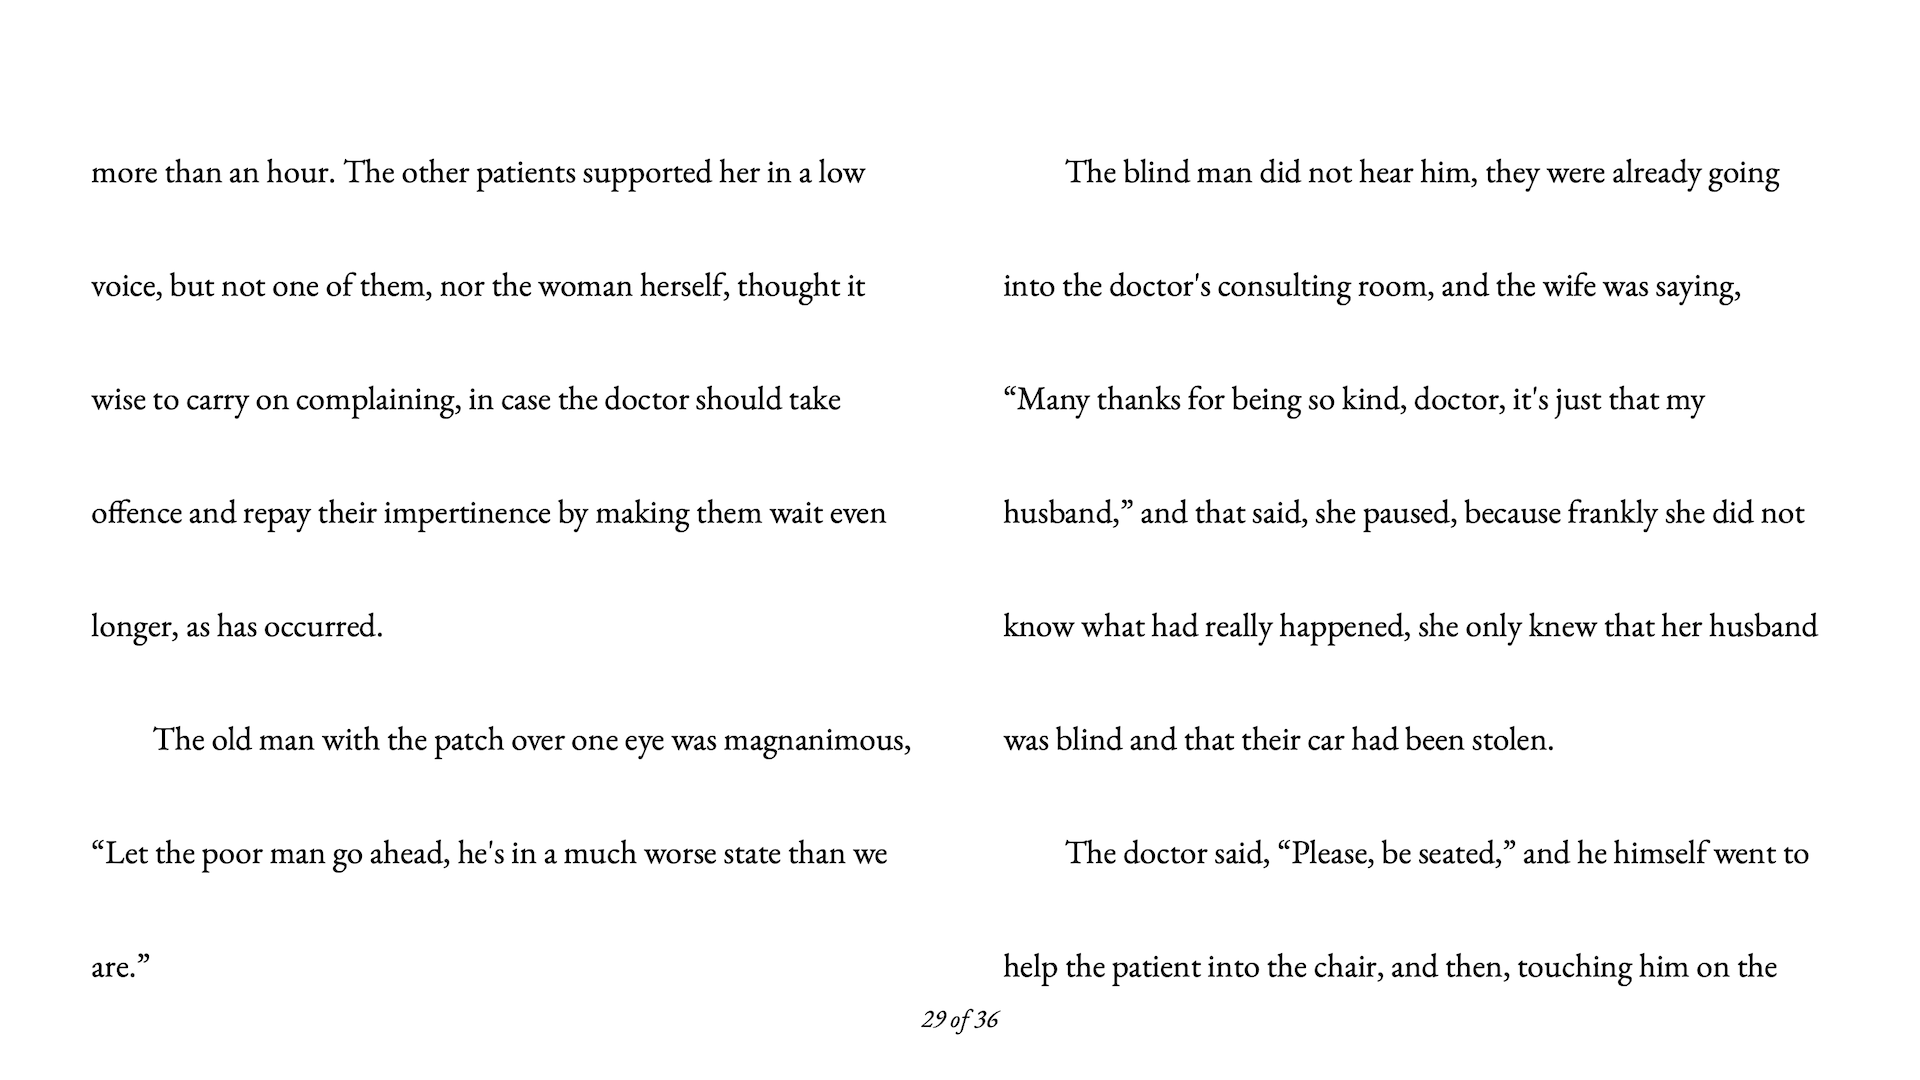 more than an hour. The other patients supported her in a low
voice, but not one of them, nor the woman herself, thought it
wise to carry on complaining, in case the doctor should take
offence and repay their impertinence by making them wait even
longer, as has occurred.
The old man with the patch over one eye was magnanimous,
“Let the poor man go ahead, he's in a much worse state than we
are.”
The blind man did not hear him, they were already going
into the doctor's consulting room, and the wife was saying,
“Many thanks for being so kind, doctor, it's just that my
husband,” and that said, she paused, because frankly she did not
know what had really happened, she only knew that her husband
was blind and that their car had been stolen.
The doctor said, “Please, be seated,” and he himself went to
help the patient into the chair, and then, touching him on the
29 of 36